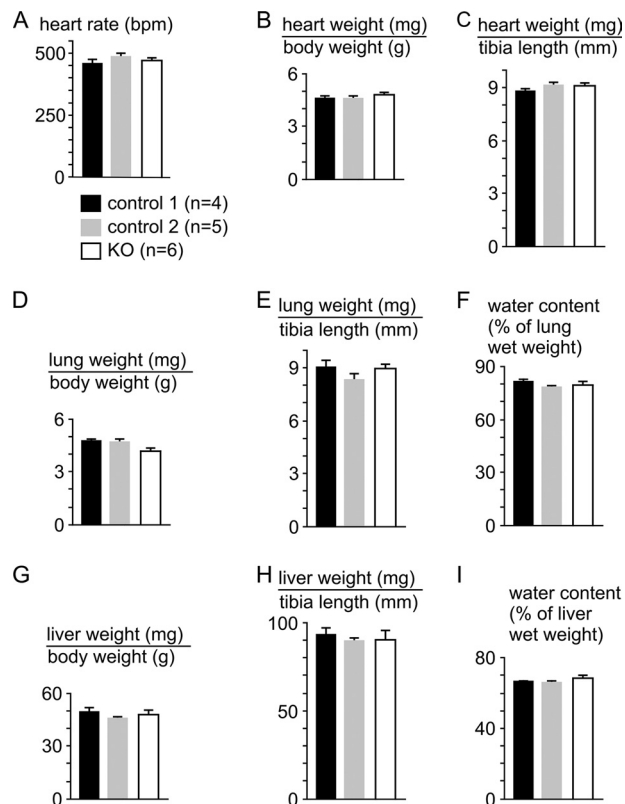 A heart rate (bpm)
500
250
0
control 1 (n=4)
control 2 (n=5)
KO (n=6)
B heart weight (mg)
body weight (g)
6
3
0
C heart weight (mg)
tibia length (mm)
9
6
3
0
D
lung weight (mg)
body weight (g)
6
3
0
E lung weight (mg)
tibia length (mm)
9
6
3
0
F water content
(% of lung
wet weight)
90
60
30
0
G
liver weight (mg)
body weight (g)
60
30
0
H liver weight (mg)
tibia length (mm)
100
50
0
I water content
(% of liver
wet weight)
80
40
0